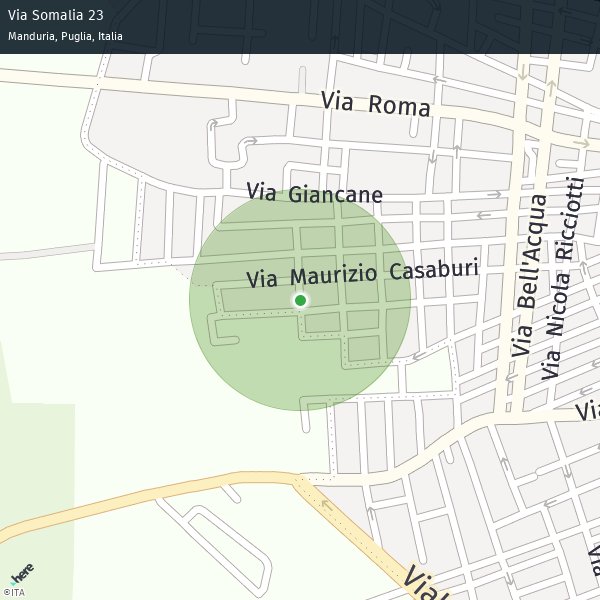 Via Somalia 23
Manduria, Puglia, Italia
Via Roma
Via Giancane
Via Maurizio Casaburi
Via Bell'Acqua
Via Nicola Ricciotti
Via
Via
here
©ITA